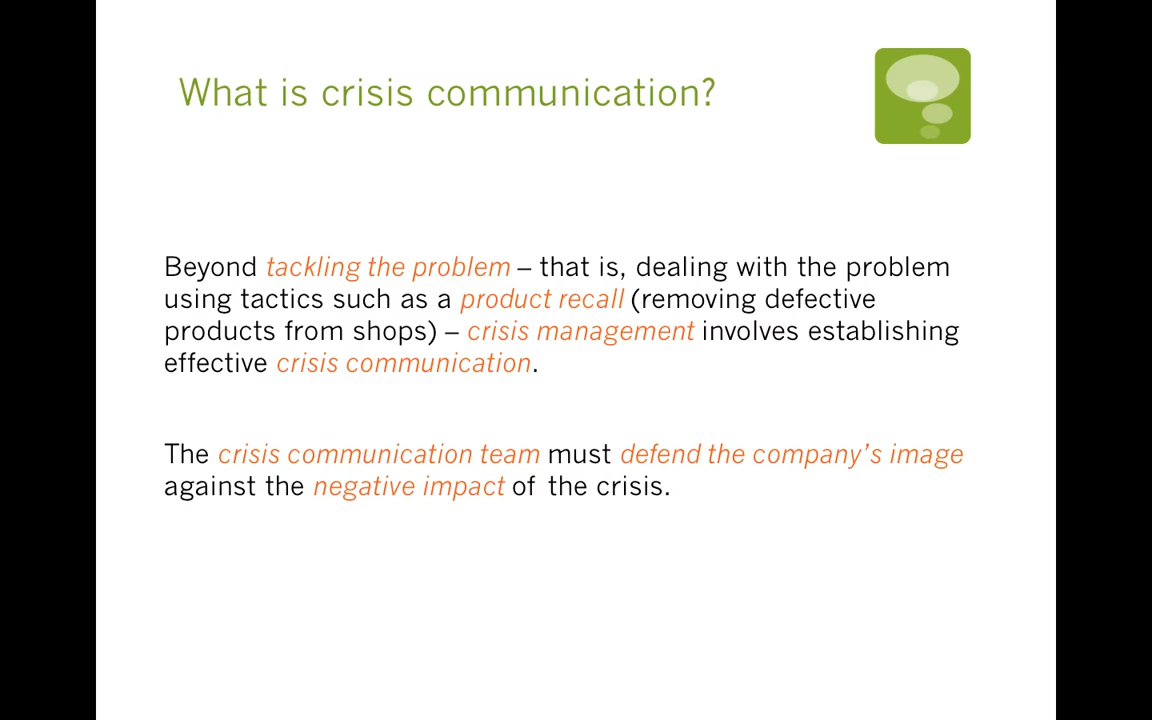 What is crisis communication?
Beyond tackling the problem – that is, dealing with the problem
using tactics such as a product recall (removing defective
products from shops) – crisis management involves establishing
effective crisis communication.
The crisis communication team must defend the company’s image
against the negative impact of the crisis.